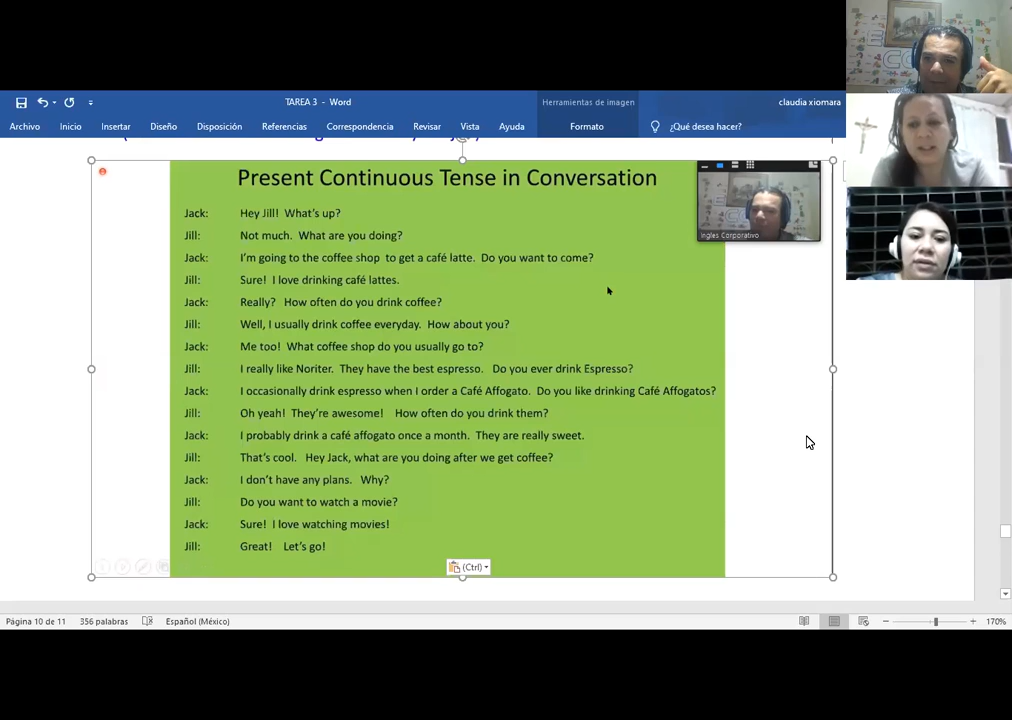 TAREA 3 - Word
Herramientas de imagen
claudia xiomara
Archivo Inicio Insertar Diseño Disposición Referencias Correspondencia Revisar Vista Ayuda Formato ¿Qué desea hacer?
Present Continuous Tense in Conversation
Jack: Hey Jill! What's up?
Jill: Not much. What are you doing?
Jack: I'm going to the coffee shop to get a café latte. Do you want to come?
Jill: Sure! I love drinking café lattes.
Jack: Really? How often do you drink coffee?
Jill: Well, I usually drink coffee everyday. How about you?
Jack: Me too! What coffee shop do you usually go to?
Jill: I really like Noriter. They have the best espresso. Do you ever drink Espresso?
Jack: I occasionally drink espresso when I order a Café Affogato. Do you like drinking Café Affogatos?
Jill: Oh yeah! They're awesome! How often do you drink them?
Jack: I probably drink a café affogato once a month. They are really sweet.
Jill: That's cool. Hey Jack, what are you doing after we get coffee?
Jack: I don't have any plans. Why?
Jill: Do you want to watch a movie?
Jack: Sure! I love watching movies!
Jill: Great! Let's go!
Ingles Corporativo
(Ctrl)
Página 10 de 11 356 palabras Español (México) 170%